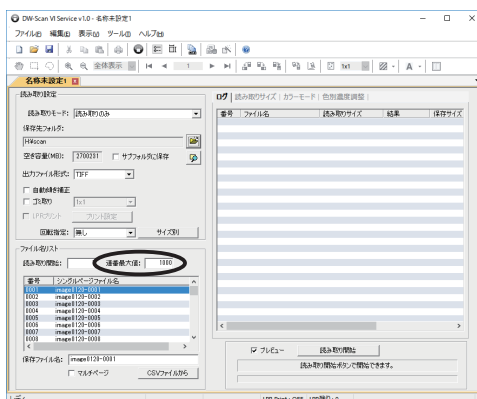 DW-Scan VI Service v1.0 - 名称未設定1
ファイル(F) 編集(E) 表示(V) ツール(T) ヘルプ(H)
全体表示 1 1x1 A
名称未設定1
読み取り設定
読み取りモード: 読み取りのみ
保存先フォルダ:
H:¥scan
空き容量(MB): 2700281 サブフォルダに保存
出力ファイル形式: TIFF
自動傾き補正
ゴミ取り 1x1
LPRプリント プリント設定
回転指定: 無し サイズ別
ファイル名リスト
読み取り開始: 連番最大値: 1000
番号 シングルページファイル名
0001 image0120-0001
0002 image0120-0002
0003 image0120-0003
0004 image0120-0004
0005 image0120-0005
0006 image0120-0006
0007 image0120-0007
0008 image0120-0008
保存ファイル名: image0120-0001
マルチページ CSVファイルから
ログ 読み取りサイズ カラーモード 色別濃度調整
番号 ファイル名 読み取りサイズ 結果 保存サイズ
プレビュー 読み取り開始
読み取り開始ボタンで開始できます。